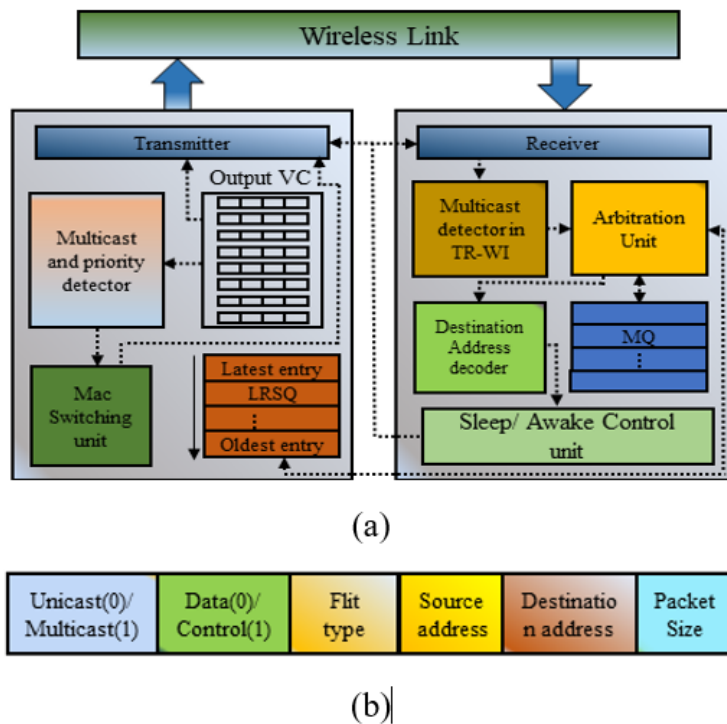 Wireless Link
Transmitter
Output VC
Multicast
and priority
detector
Mac
Switching
unit
Latest entry
LRSQ
Oldest entry
Receiver
Multicast
detector in
TR-WI
Arbitration
Unit
Destination
Address
decoder
MQ
Sleep/ Awake Control
unit
(a)
Unicast(0)/
Multicast(1)
Data(0)/
Control(1)
Flit
type
Source
address
Destinatio
n address
Packet
Size
(b)